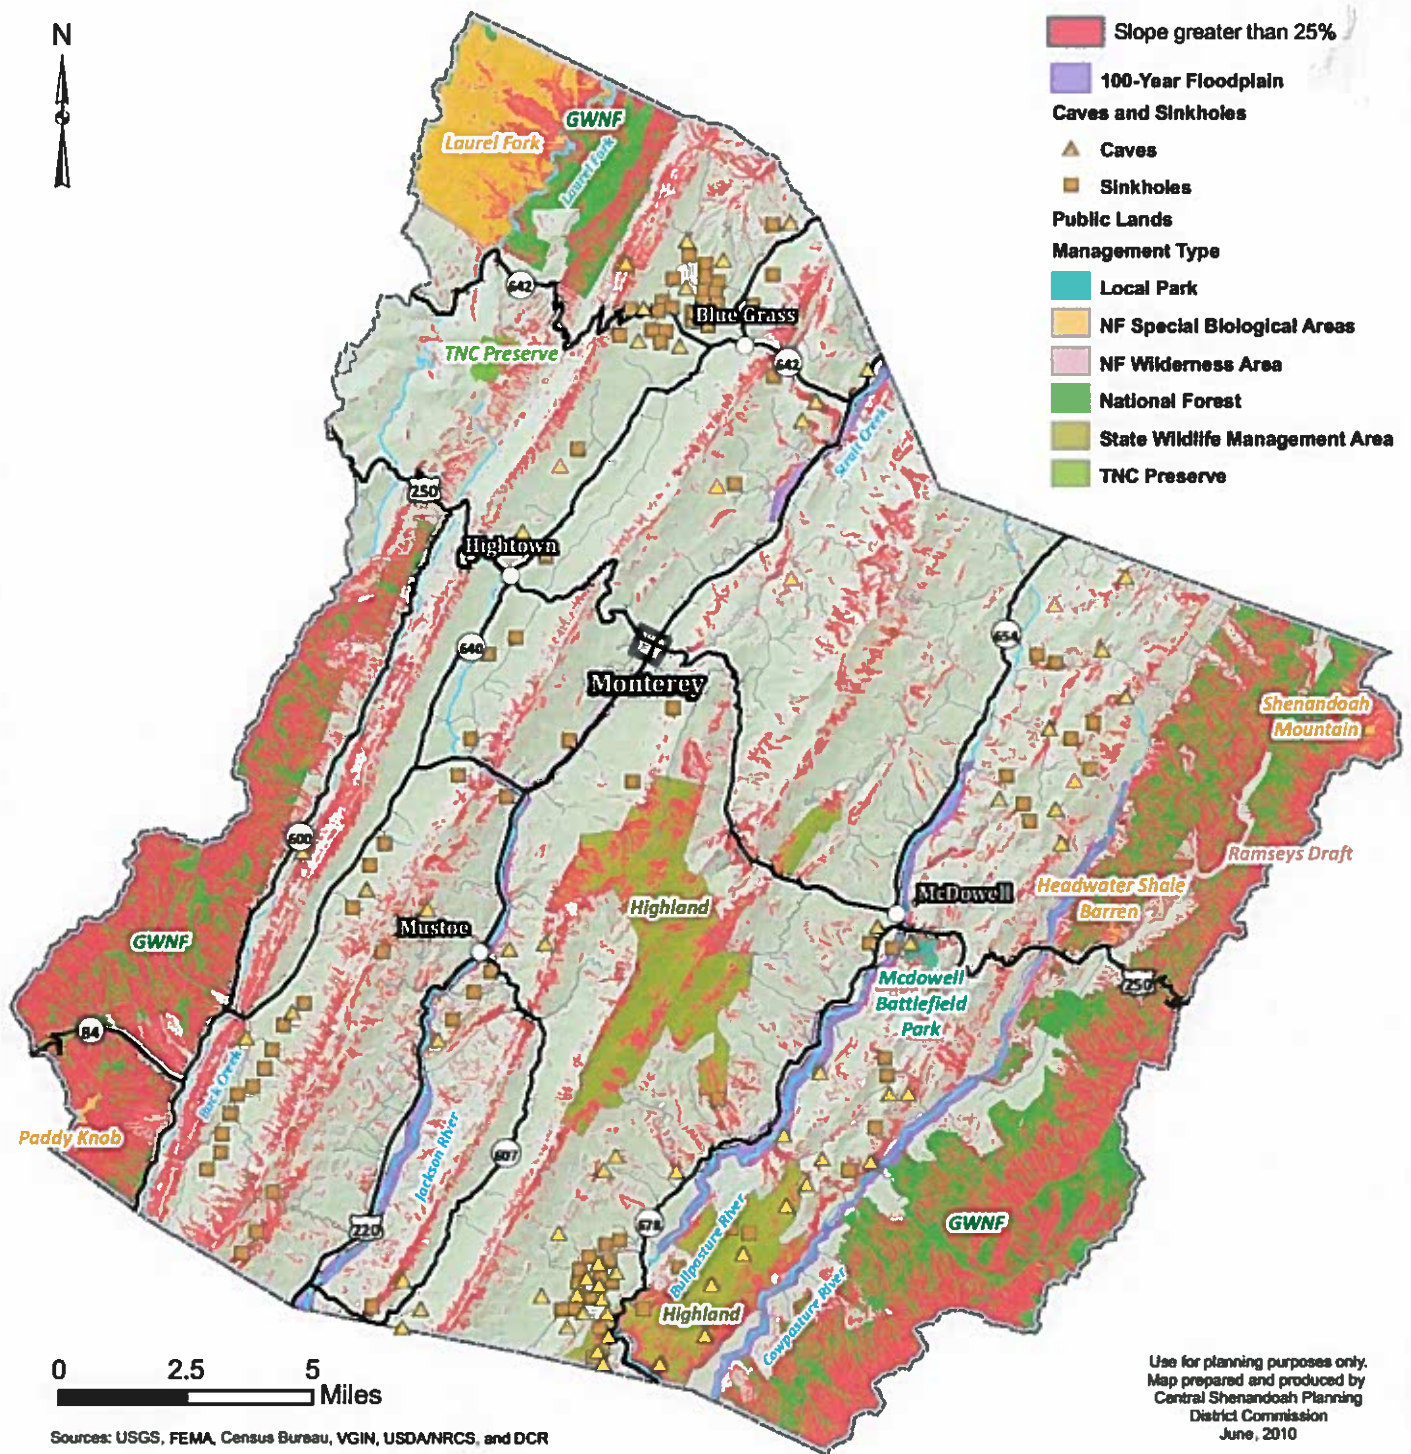 N
Slope greater than 25%
100-Year Floodplain
Caves and Sinkholes
Caves
Sinkholes
Public Lands
Management Type
Local Park
NF Special Biological Areas
NF Wilderness Area
National Forest
State Wildlife Management Area
TNC Preserve
GWNF
Laurel Fork
Laurel Fork
642
Blue Grass
TNC Preserve
642
Strait Creek
250
Hightown
640
654
Monterey
Shenandoah
Mountain
600
Ramseys Draft
McDowell
Headwater Shale
Barren
Highland
Mustoe
GWNF
Mcdowell
Battlefield
Park
250
84
Back Creek
Paddy Knob
Jackson River
607
220
678
Bullpasture River
GWNF
Highland
Cowpasture River
0 2.5 5
Miles
Sources: USGS, FEMA, Census Bureau, VGIN, USDA/NRCS, and DCR
Use for planning purposes only.
Map prepared and produced by
Central Shenandoah Planning
District Commission
June, 2010